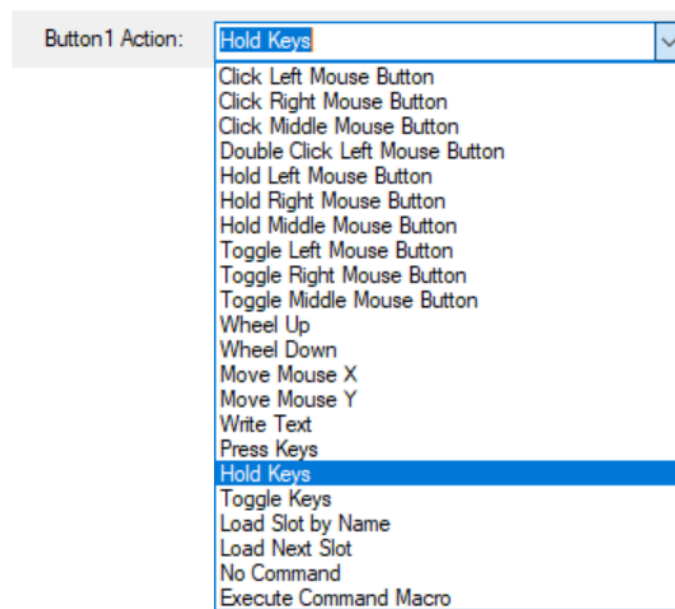 Button1 Action: Hold Keys
Click Left Mouse Button
Click Right Mouse Button
Click Middle Mouse Button
Double Click Left Mouse Button
Hold Left Mouse Button
Hold Right Mouse Button
Hold Middle Mouse Button
Toggle Left Mouse Button
Toggle Right Mouse Button
Toggle Middle Mouse Button
Wheel Up
Wheel Down
Move Mouse X
Move Mouse Y
Write Text
Press Keys
Hold Keys
Toggle Keys
Load Slot by Name
Load Next Slot
No Command
Execute Command Macro